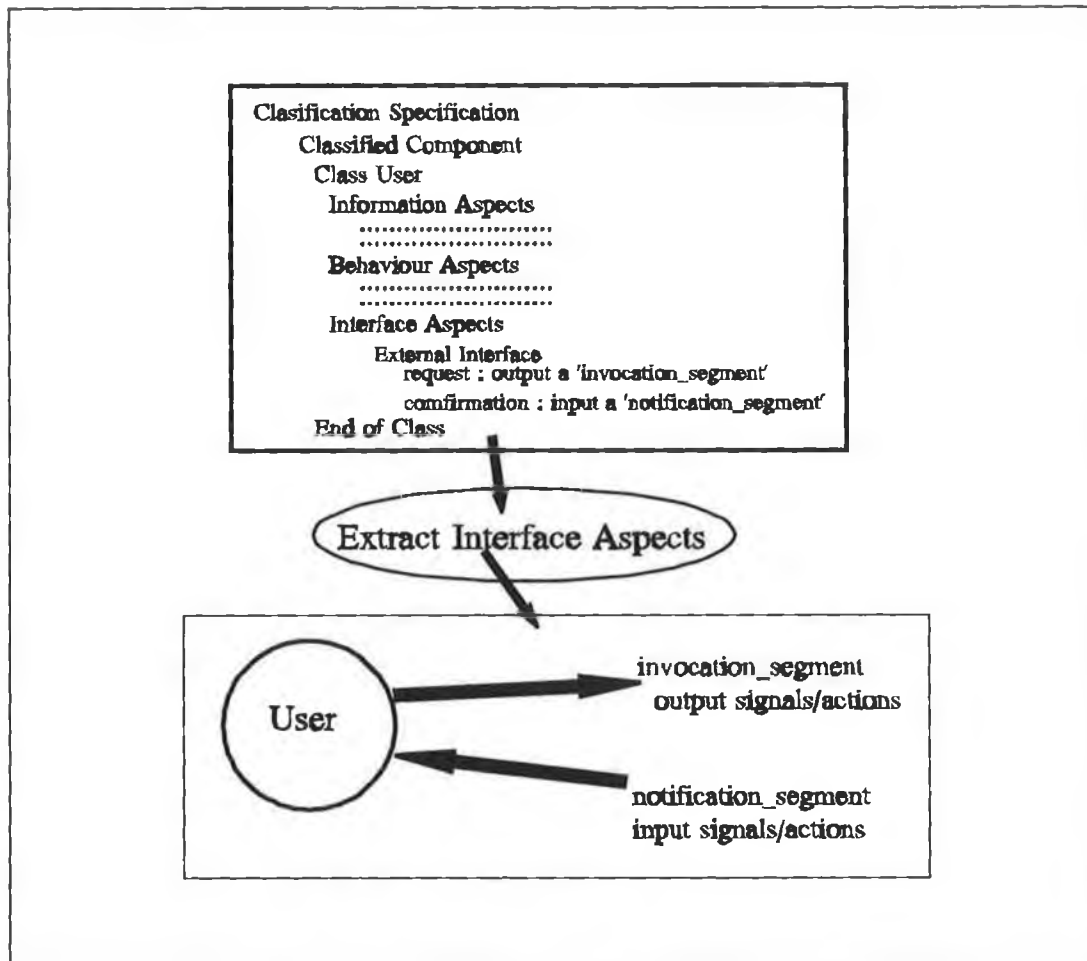 Clasification Specification
Classified Component
Class User
Information Aspects
..........................
..........................
Behaviour Aspects
..........................
..........................
Interface Aspects
External Interface
request : output a 'invocation_segment'
comfirmation : input a 'notification_segment'
End of Class
Extract Interface Aspects
User
invocation_segment
output signals/actions
notification_segment
input signals/actions